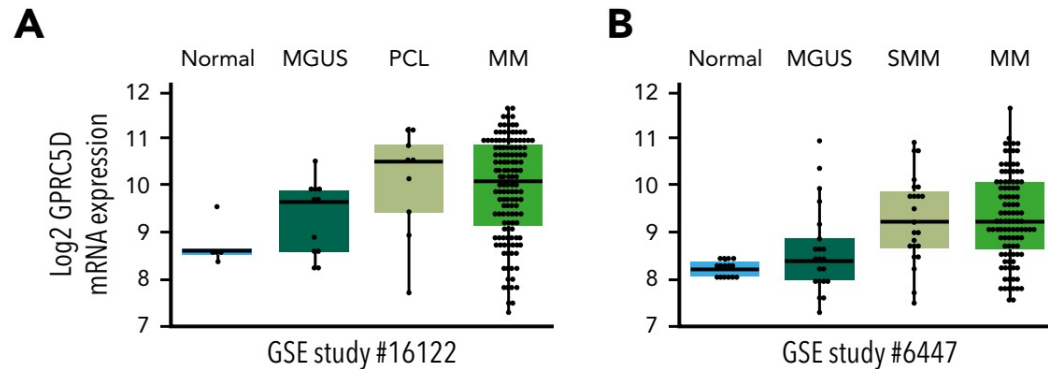 A
Normal MGUS PCL MM
Log2 GPRC5D
mRNA expression
12
11
10
9
8
7
GSE study #16122
B
Normal MGUS SMM MM
12
11
10
9
8
7
GSE study #6447